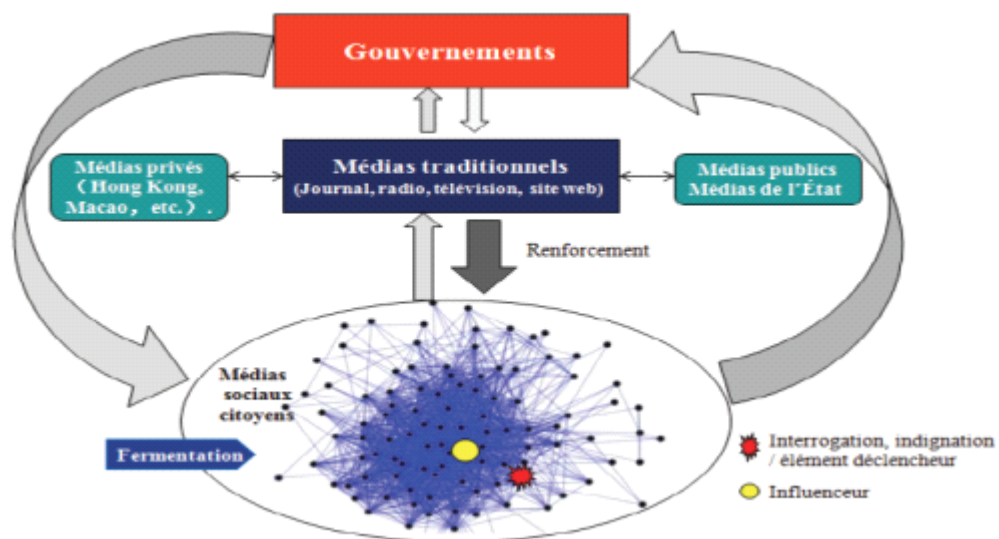 Gouvernements
Médias privés
(Hong Kong,
Macao, etc.) .
Médias traditionnels
(Journal, radio, télévision, site web)
Médias publics
Médias de l'État
Renforcement
Médias
sociaux
citoyens
Fermentation
Interrogation, indignation
/ élément déclencheur
Influenceur